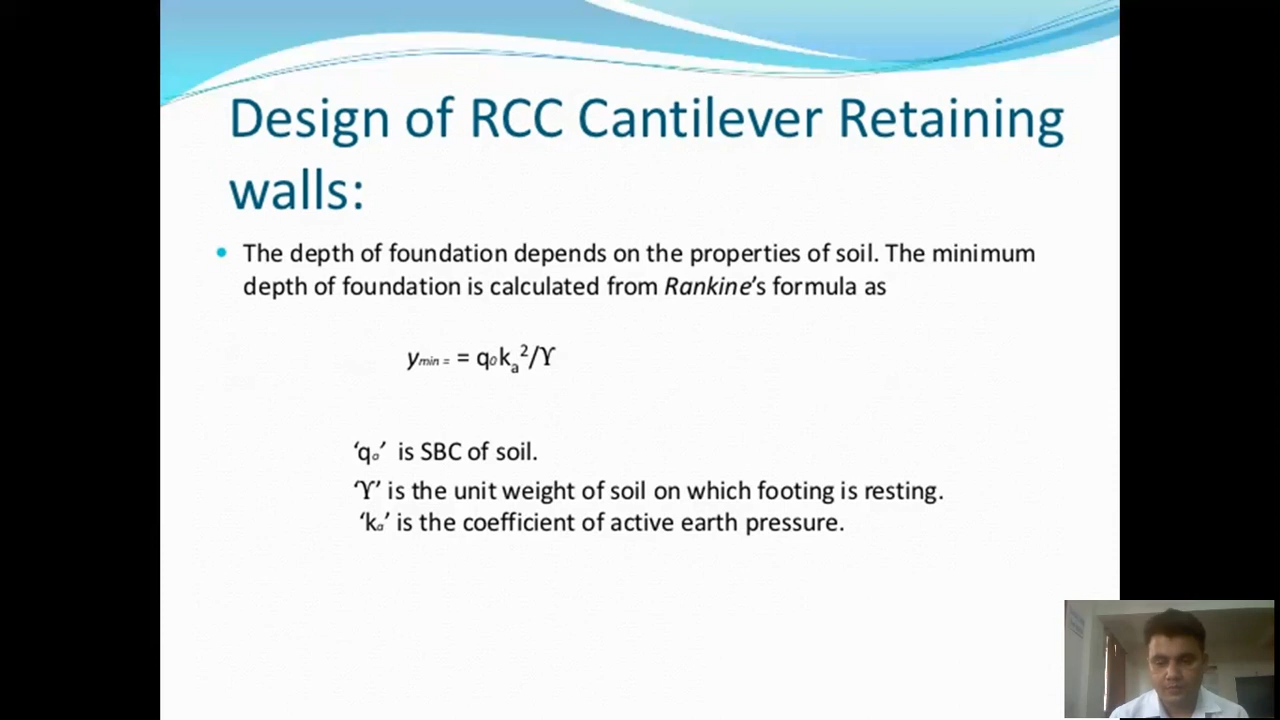 Design of RCC Cantilever Retaining
walls:
• The depth of foundation depends on the properties of soil. The minimum
depth of foundation is calculated from Rankine's formula as
yₘᵢₙ ₌ = q₀kₐ²/ϒ
‘qₒ’ is SBC of soil.
‘ϒ’ is the unit weight of soil on which footing is resting.
‘kₐ’ is the coefficient of active earth pressure.